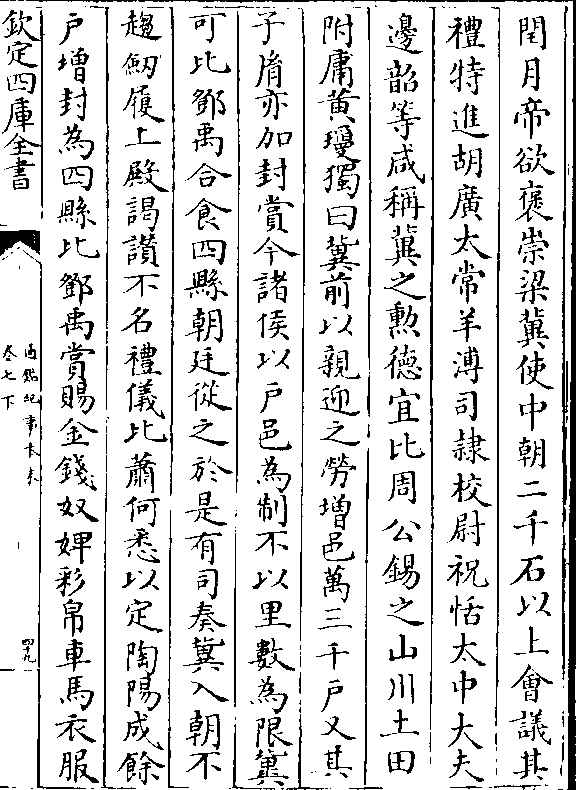 閏月帝欲褒崇梁冀使中朝二千石以上會議其
禮特進胡廣太常羊溥司隷校尉祝恬太中大夫
邊韶等咸稱冀之勲德宜比周公錫之山川土田
附庸黄瓊獨曰冀前以親迎之勞增邑萬三千户又其
子𦙍亦加封賞今諸侯以户邑為制不以里數為限冀
可比鄧禹合食四縣朝廷從之於是有司奏冀入朝不
趨劒履上殿謁讃不名禮儀比蕭何悉以定陶陽成餘
户增封為四縣比鄧禹賞賜金錢奴婢彩帛車馬衣服
欽定四庫全書
通鑑紀事本末
卷七下
四十九